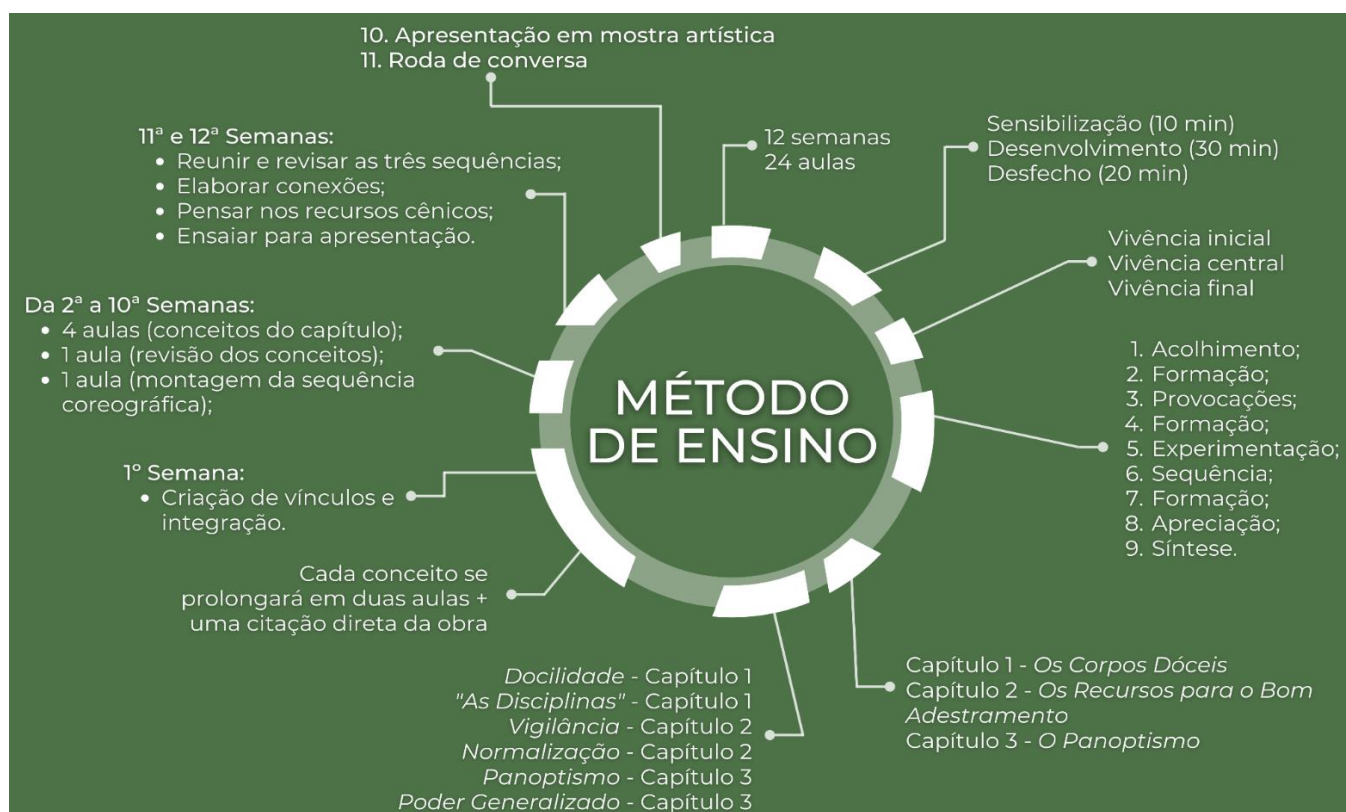 10. Apresentação em mostra artística
11. Roda de conversa
12 semanas
24 aulas
Sensibilização (10 min)
Desenvolvimento (30 min)
Desfecho (20 min)
Vivência inicial
Vivência central
Vivência final
1. Acolhimento;
2. Formação;
3. Provocações;
4. Formação;
5. Experimentação;
6. Sequência;
7. Formação;
8. Apreciação;
9. Síntese.
Capítulo 1 - Os Corpos Dóceis
Capítulo 2 - Os Recursos para o Bom
Adestramento
Capítulo 3 - O Panoptismo
Docilidade - Capítulo 1
"As Disciplinas" - Capítulo 1
Vigilância - Capítulo 2
Normalização - Capítulo 2
Panoptismo - Capítulo 3
Poder Generalizado - Capítulo 3
Cada conceito se
prolongará em duas aulas +
uma citação direta da obra
1º Semana:
• Criação de vínculos e
integração.
Da 2ª a 10ª Semanas:
• 4 aulas (conceitos do capítulo);
• 1 aula (revisão dos conceitos);
• 1 aula (montagem da sequência
coreográfica);
11ª e 12ª Semanas:
• Reunir e revisar as três sequências;
• Elaborar conexões;
• Pensar nos recursos cênicos;
• Ensaiar para apresentação.
MÉTODO
DE ENSINO